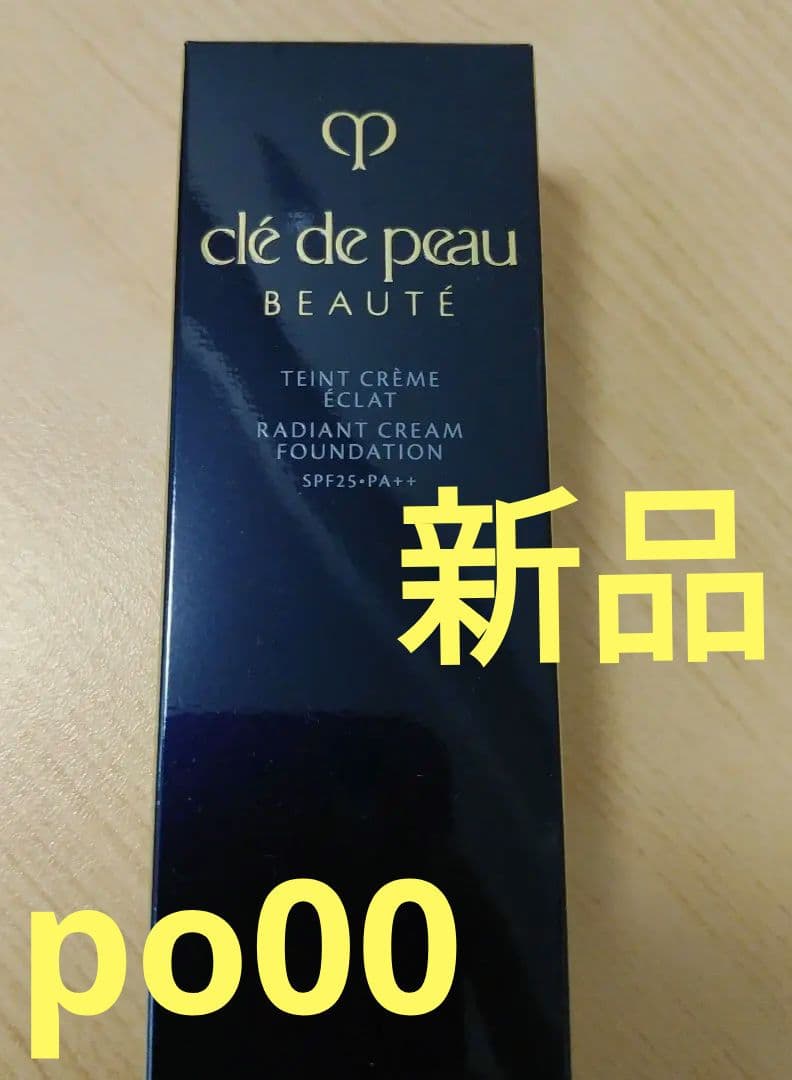 clé de peau
BEAUTÉ
TEINT CRÈME
ÉCLAT
RADIANT CREAM
FOUNDATION
SPF25•PA++
新品
po00